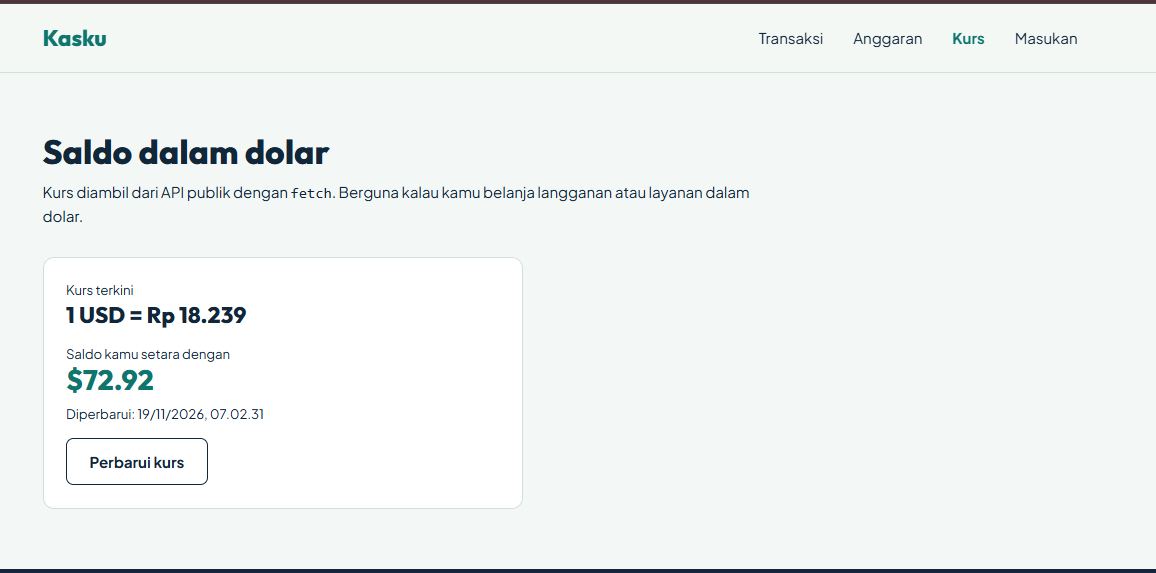 Kasku
Transaksi Anggaran Kurs Masukan
Saldo dalam dolar
Kurs diambil dari API publik dengan fetch. Berguna kalau kamu belanja langganan atau layanan dalam
dolar.
Kurs terkini
1 USD = Rp 18.239
Saldo kamu setara dengan
$72.92
Diperbarui: 19/11/2026, 07.02.31
Perbarui kurs